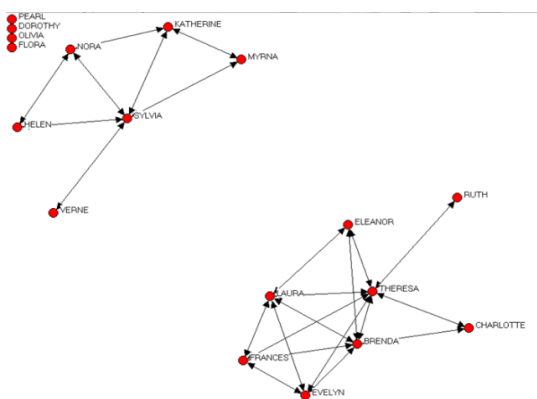 PEARL
DOROTHY
OLIVIA
FLORA
KATHERINE
NORA
MYRNA
SYLVIA
HELEN
VERNE
RUTH
ELEANOR
THERESA
LAURA
CHARLOTTE
BRENDA
FRANCES
EVELYN